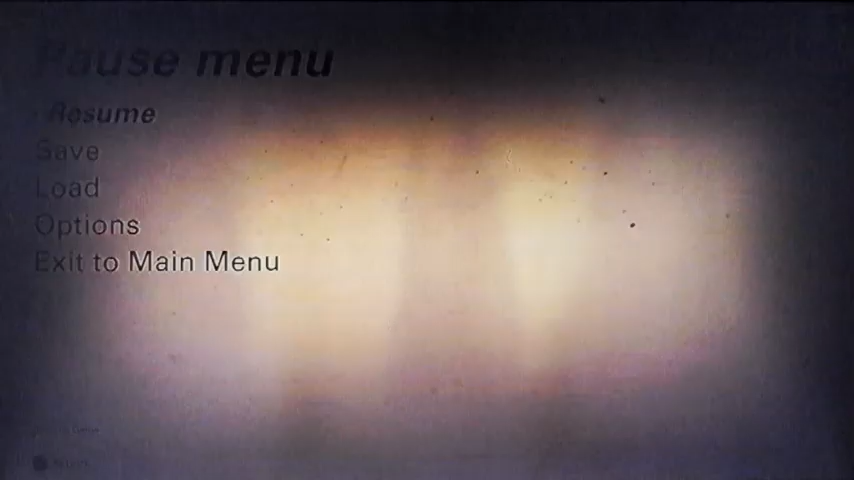 Pause menu
Resume
Save
Load
Options
Exit to Main Menu